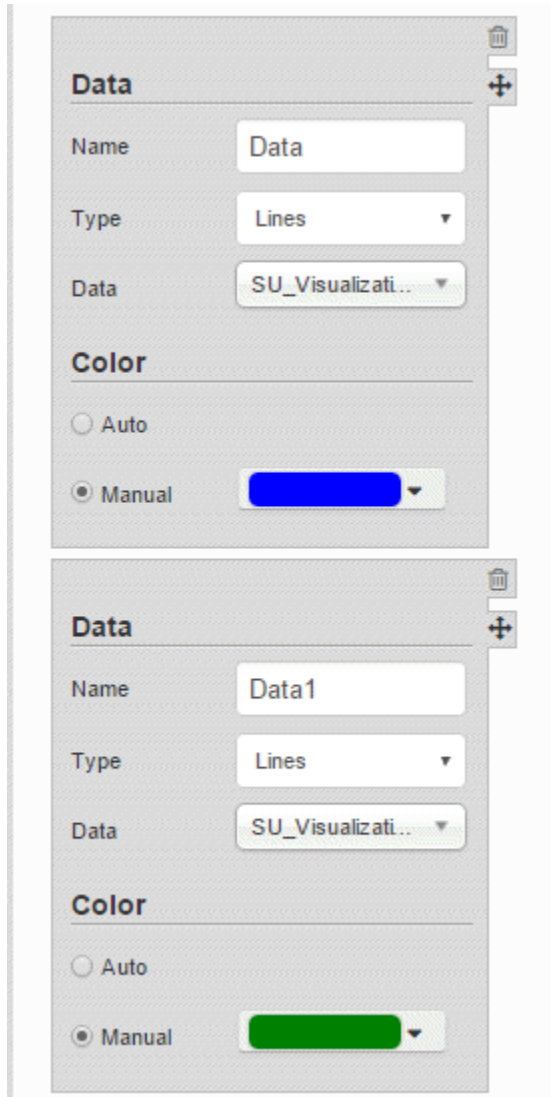 Data
Name Data
Type Lines
Data SU_Visualizati...
Color
Auto
Manual
Data
Name Data1
Type Lines
Data SU_Visualizati...
Color
Auto
Manual